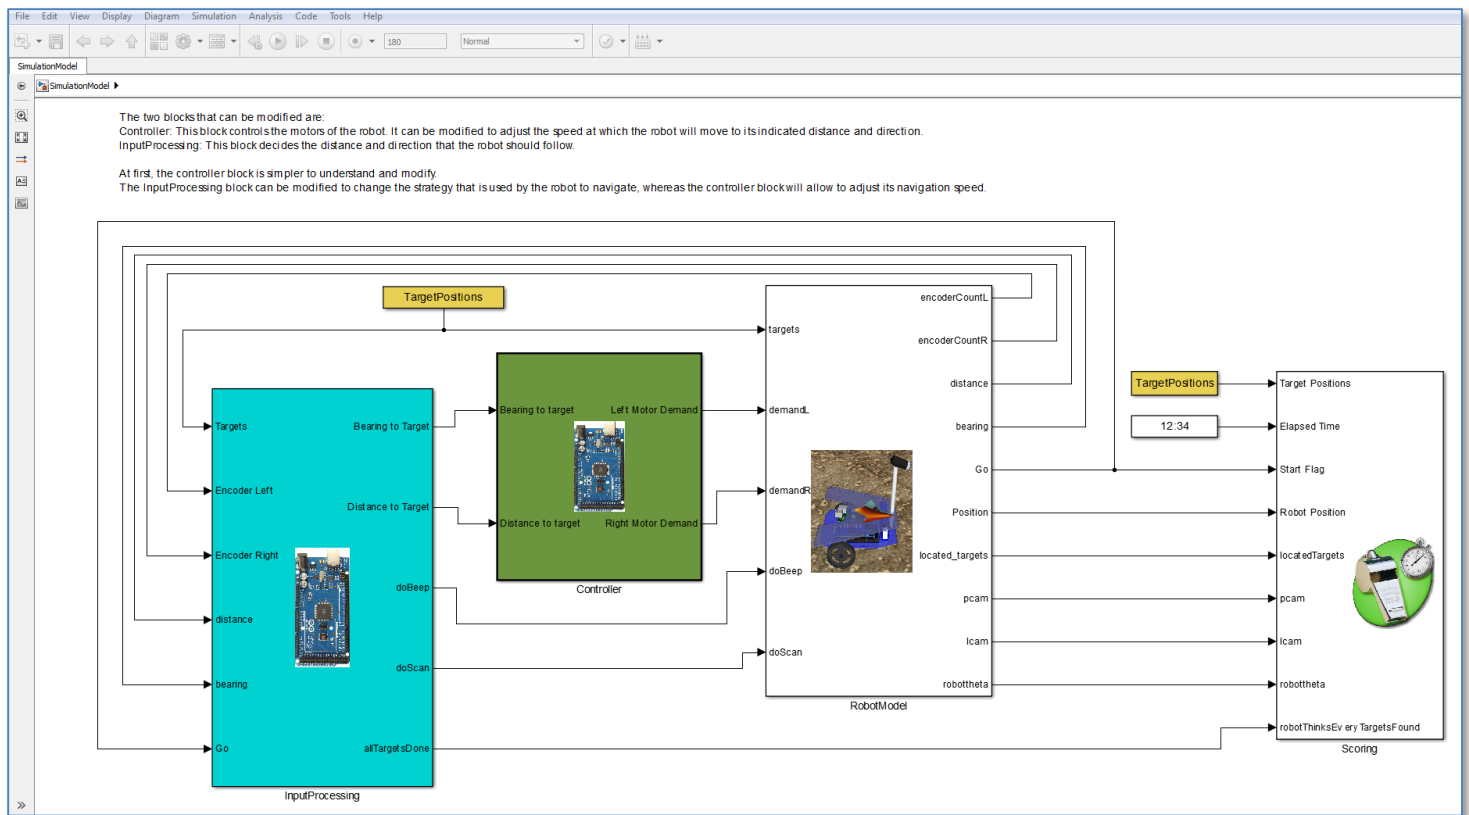 File Edit View Display Diagram Simulation Analysis Code Tools Help
180 Normal
SimulationModel
SimulationModel
The two blocks that can be modified are:
Controller: This block controls the motors of the robot. It can be modified to adjust the speed at which the robot will move to its indicated distance and direction.
InputProcessing: This block decides the distance and direction that the robot should follow.
At first, the controller block is simpler to understand and modify.
The InputProcessing block can be modified to change the strategy that is used by the robot to navigate, whereas the controller block will allow to adjust its navigation speed.
TargetPositions
Targets
Encoder Left
Encoder Right
distance
bearing
Go
Bearing to Target
Distance to Target
doBeep
doScan
allTargetsDone
InputProcessing
Bearing to target
Distance to target
Left Motor Demand
Right Motor Demand
Controller
targets
demandL
demandR
doBeep
doScan
encoderCountL
encoderCountR
distance
bearing
Go
Position
located_targets
pcam
lcam
robottheta
RobotModel
TargetPositions
12:34
Target Positions
Elapsed Time
Start Flag
Robot Position
locatedTargets
pcam
lcam
robottheta
robotThinksEveryTargetsFound
Scoring